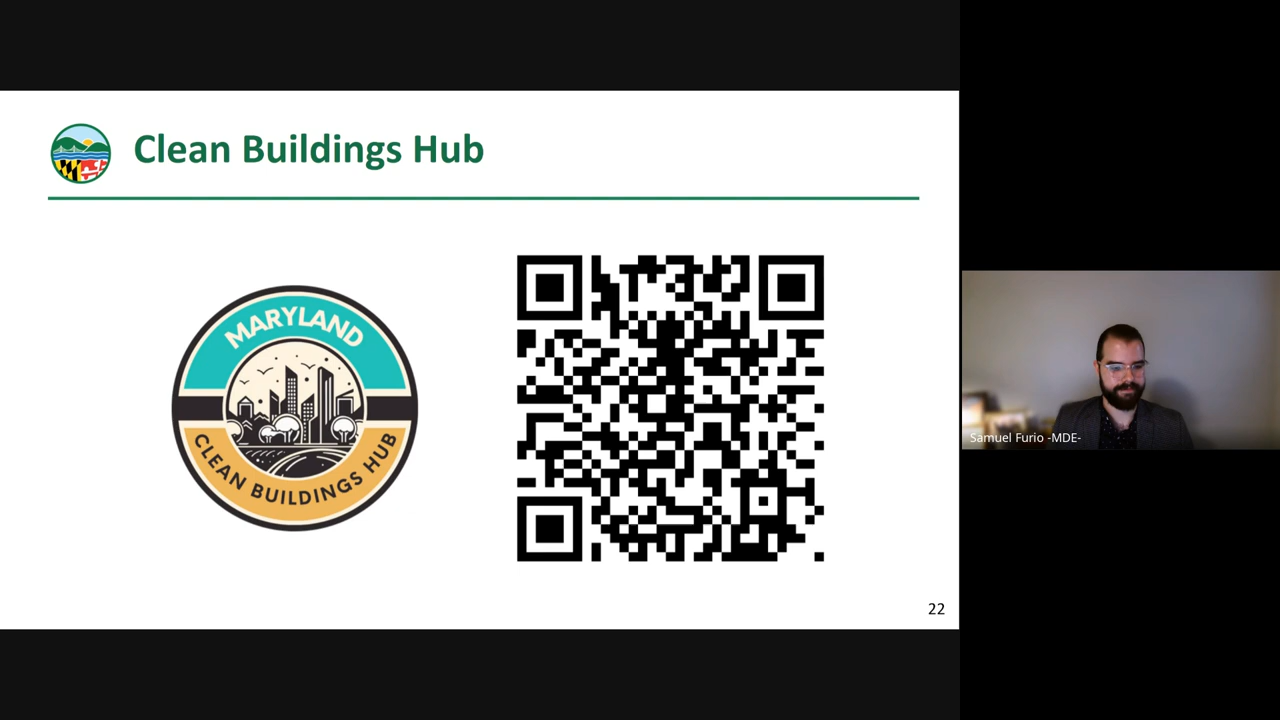 Clean Buildings Hub
MARYLAND
CLEAN BUILDINGS HUB
22
Samuel Furio -MDE-